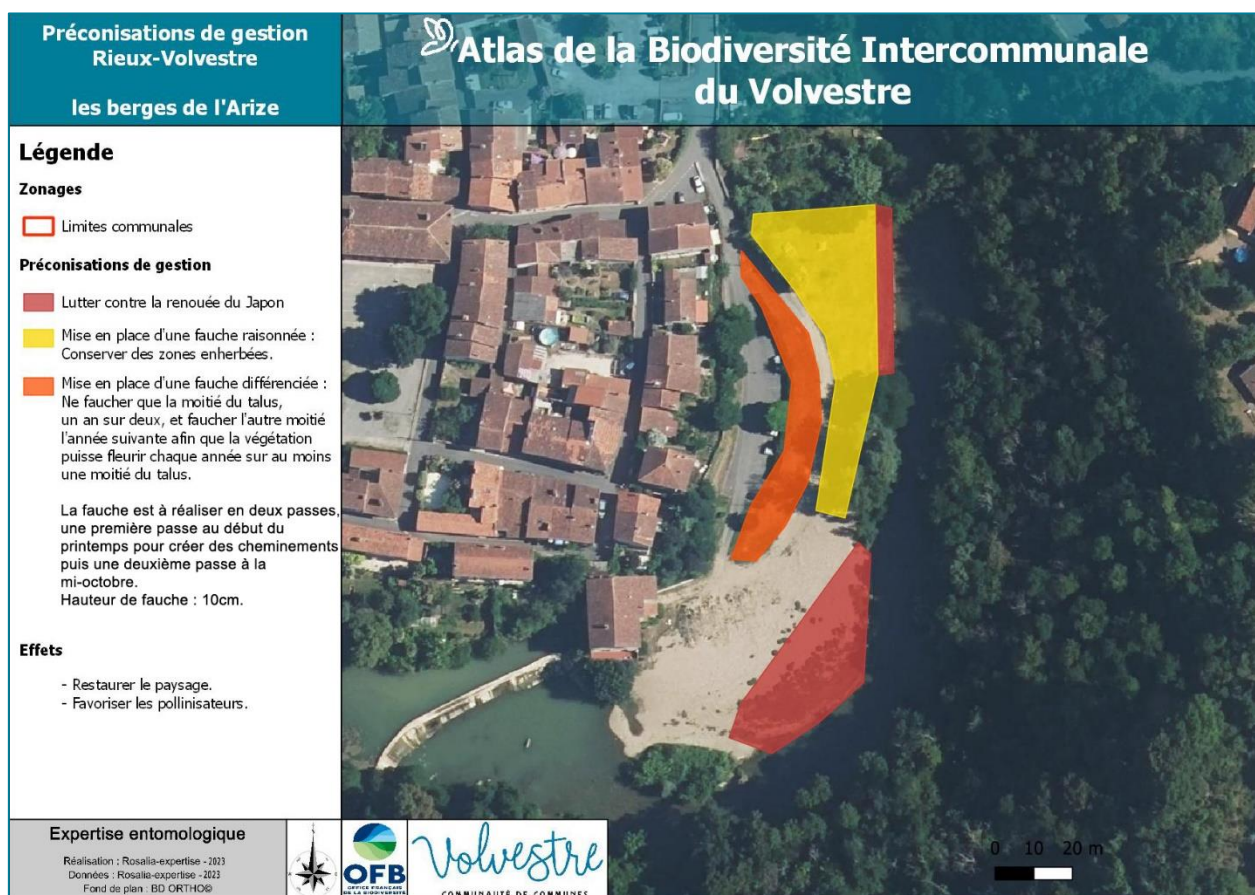 Préconisations de gestion
Rieux-Volvestre
les berges de l'Arize
Atlas de la Biodiversité Intercommunale
du Volvestre
Légende
Zonages
Limites communales
Préconisations de gestion
Lutter contre la renouée du Japon
Mise en place d'une fauche raisonnée :
Conserver des zones enherbées.
Mise en place d'une fauche différenciée :
Ne faucher que la moitié du talus,
un an sur deux, et faucher l'autre moitié
l'année suivante afin que la végétation
puisse fleurir chaque année sur au moins
une moitié du talus.
La fauche est à réaliser en deux passes,
une première passe au début du
printemps pour créer des cheminements
puis une deuxième passe à la
mi-octobre.
Hauteur de fauche : 10cm.
Effets
- Restaurer le paysage.
- Favoriser les pollinisateurs.
Expertise entomologique
Réalisation : Rosalia-expertise - 2023
Données : Rosalia-expertise - 2023
Fond de plan : BD ORTHO©
OFB
OFFICE FRANÇAIS
DE LA BIODIVERSITÉ
Volvestre
COMMUNAUTÉ DE COMMUNES
0 10 20 m